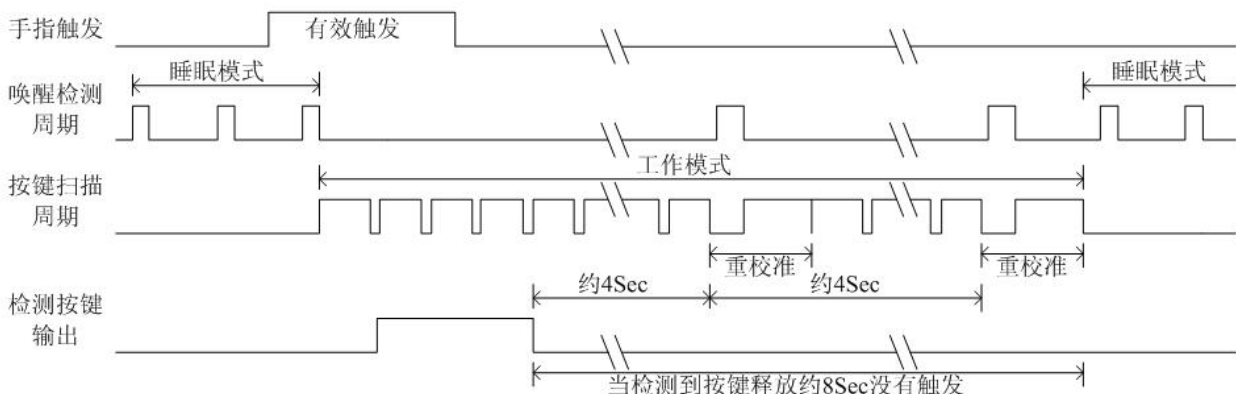 手指触发
有效触发
睡眠模式
睡眠模式
唤醒检测
周期
工作模式
按键扫描
周期
重校准
重校准
约4Sec
约4Sec
检测按键
输出
当检测到按键释放约8Sec没有触发